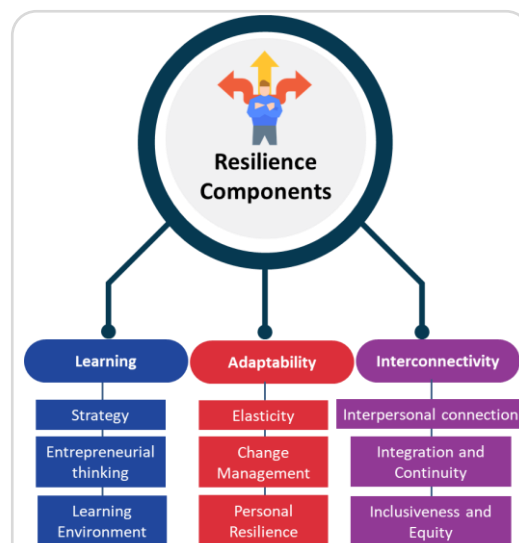 Resilience
Components
Learning
Adaptability
Interconnectivity
Strategy
Elasticity
Interpersonal connection
Entrepreneurial
thinking
Change
Management
Integration and
Continuity
Learning
Environment
Personal
Resilience
Inclusiveness and
Equity